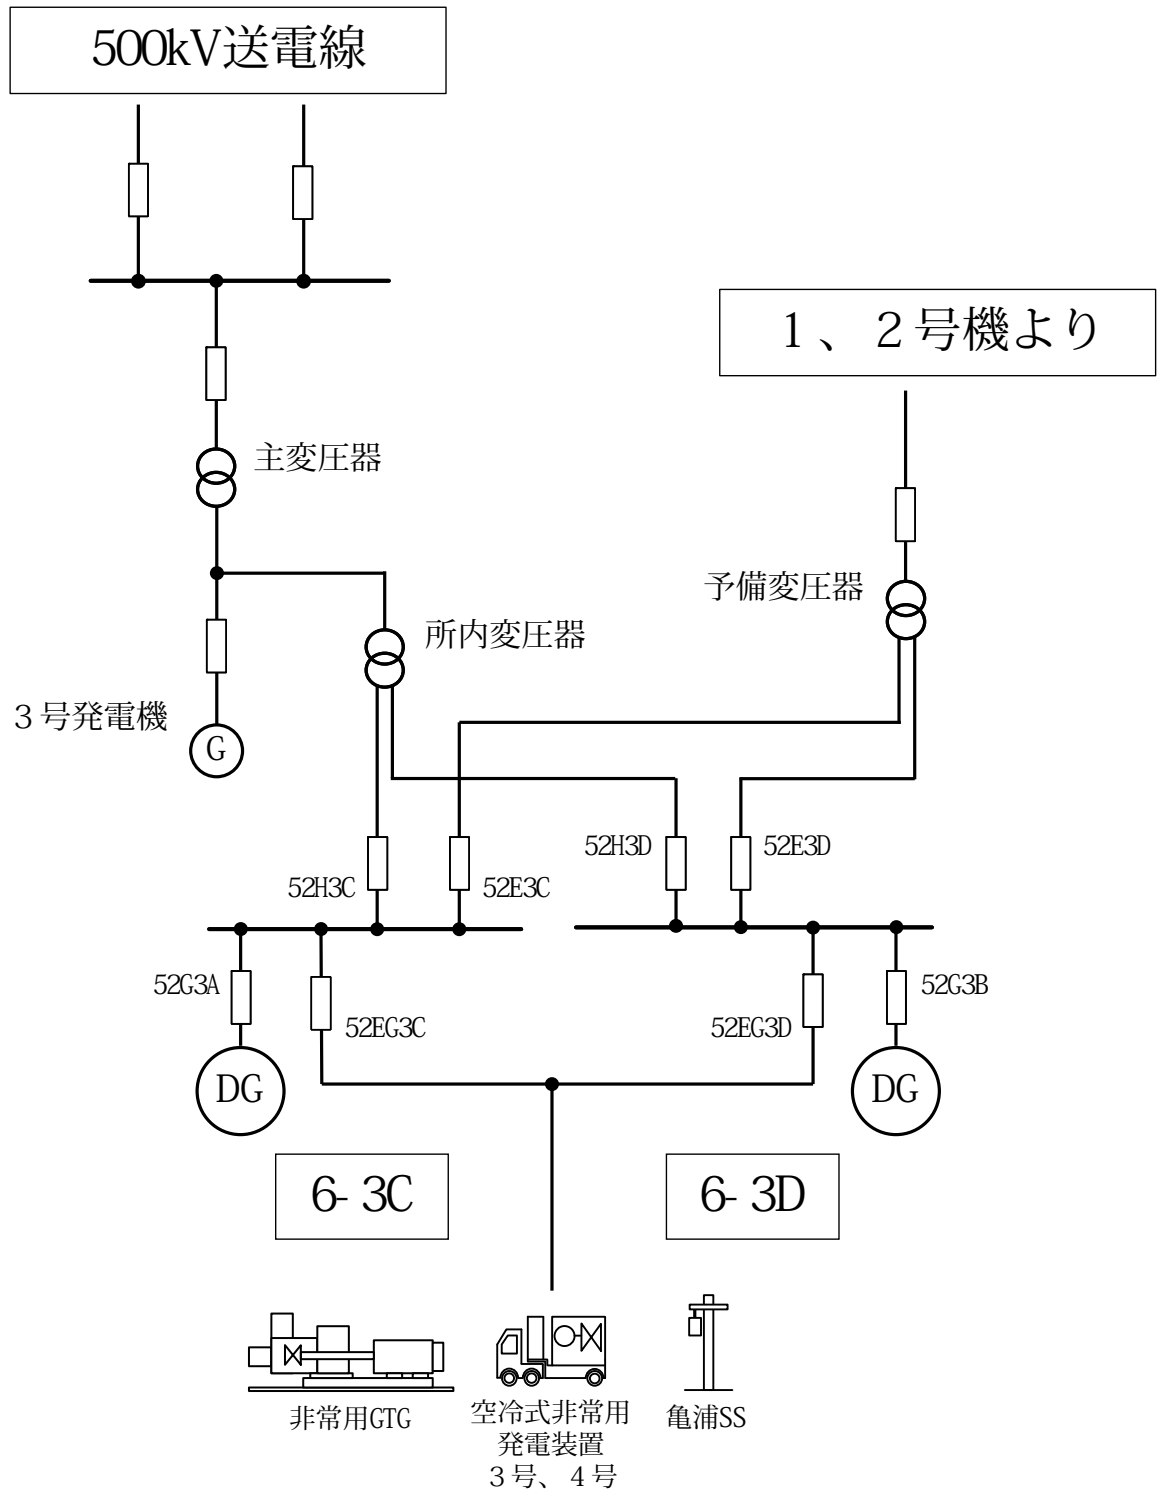 500kV送電線
1、2号機より
主変圧器
予備変圧器
所内変圧器
3号発電機
G
52H3D
52E3D
52H3C
52E3C
52G3A
52G3B
52EG3C
52EG3D
DG
DG
6-3C
6-3D
非常用GTG
空冷式非常用
発電装置
3号、4号
亀浦SS